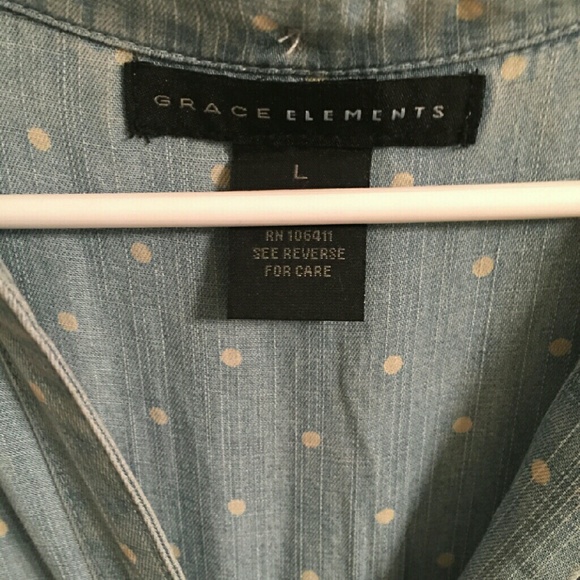 GRACE ELEMENTS
L
RN 106411
SEE REVERSE
FOR CARE